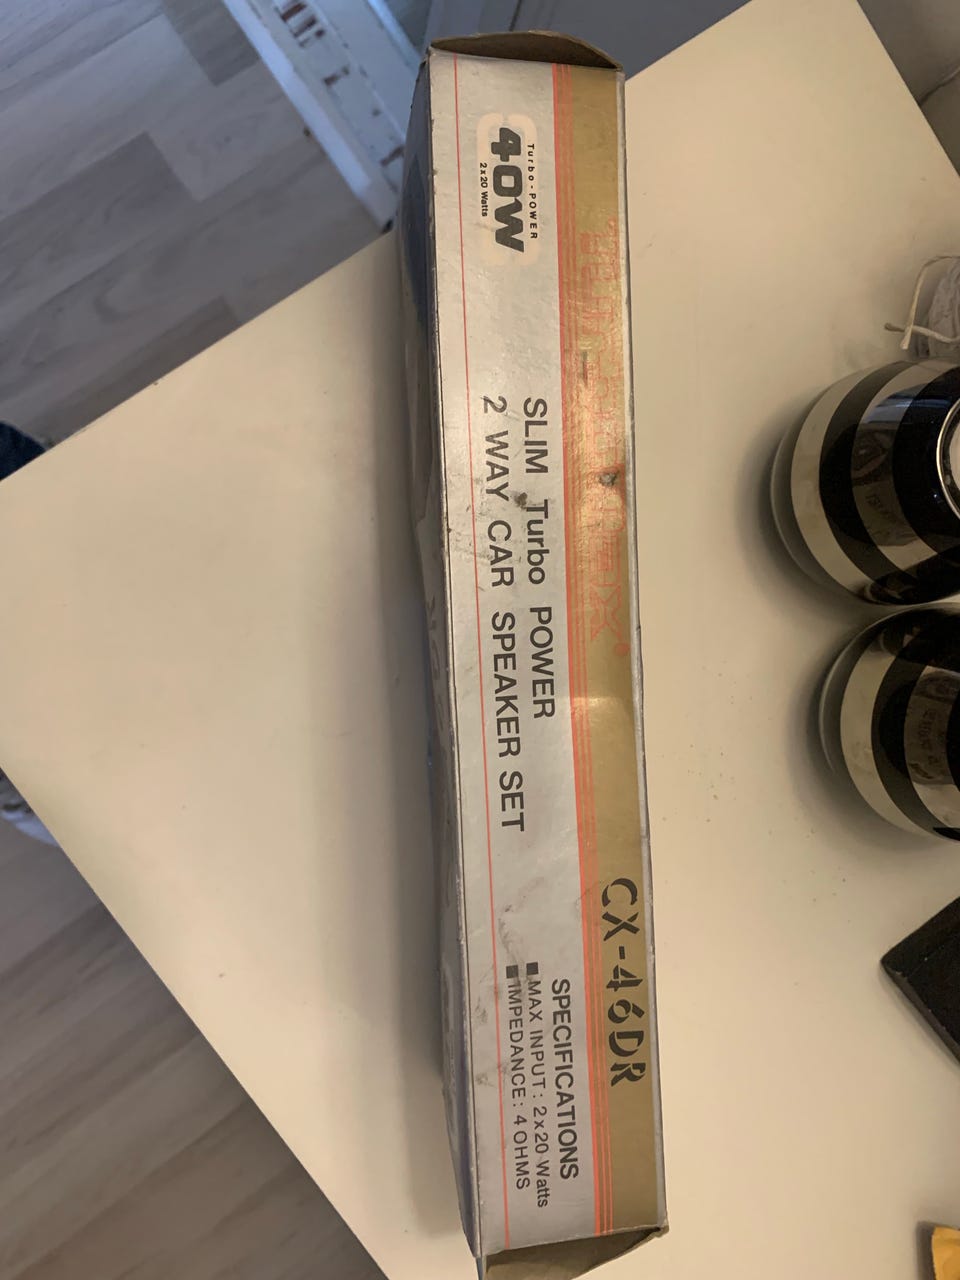 Turbo-POWER
40W
2x20 Watts
SLIM Turbo POWER
2 WAY CAR SPEAKER SET
CX-46DR
SPECIFICATIONS
■MAX INPUT: 2x20 Watts
■IMPEDANCE: 4 OHMS